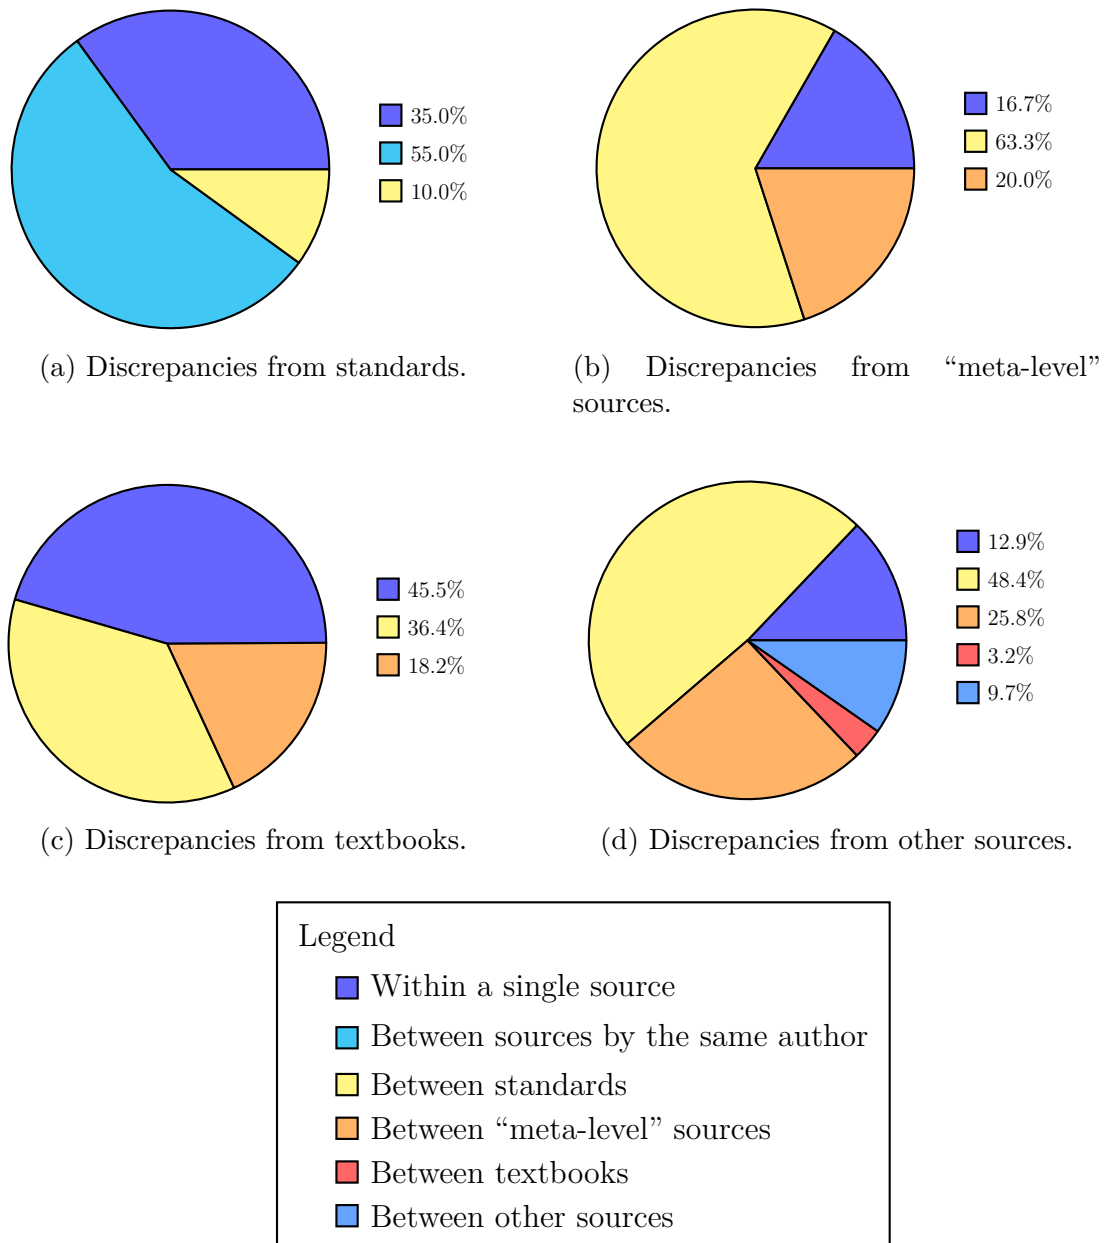 35.0%
55.0%
10.0%
(a) Discrepancies from standards.
16.7%
63.3%
20.0%
(b) Discrepancies from “meta-level”
sources.
45.5%
36.4%
18.2%
(c) Discrepancies from textbooks.
12.9%
48.4%
25.8%
3.2%
9.7%
(d) Discrepancies from other sources.
Legend
Within a single source
Between sources by the same author
Between standards
Between “meta-level” sources
Between textbooks
Between other sources